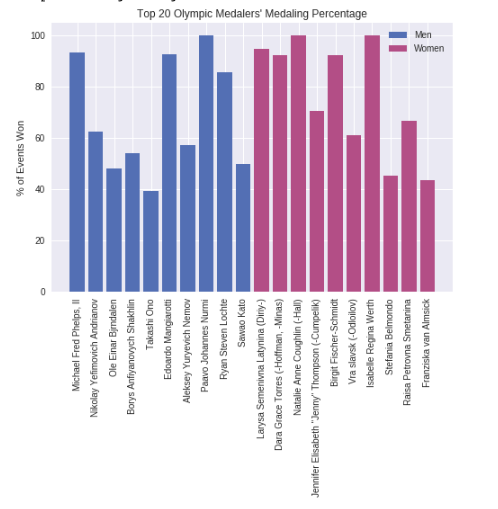 Top 20 Olympic Medalers' Medaling Percentage
Men
Women
% of Events Won
100
80
60
40
20
0
Michael Fred Phelps, II
Nikolay Yefimovich Andrianov
Ole Einar Bjrndalen
Borys Anfiyanovych Shakhlin
Takashi Ono
Edoardo Mangiarotti
Aleksey Yuryevich Nemov
Paavo Johannes Nurmi
Ryan Steven Lochte
Sawao Kato
Larysa Semenivna Latynina (Diriy-)
Dara Grace Torres (-Hoffman, -Minas)
Natalie Anne Coughlin (-Hall)
Jennifer Elisabeth "Jenny" Thompson (-Cumpelik)
Birgit Fischer-Schmidt
Vra slavsk (-Odloilov)
Isabelle Regina Werth
Stefania Belmondo
Raisa Petrovna Smetanina
Franziska van Almsick